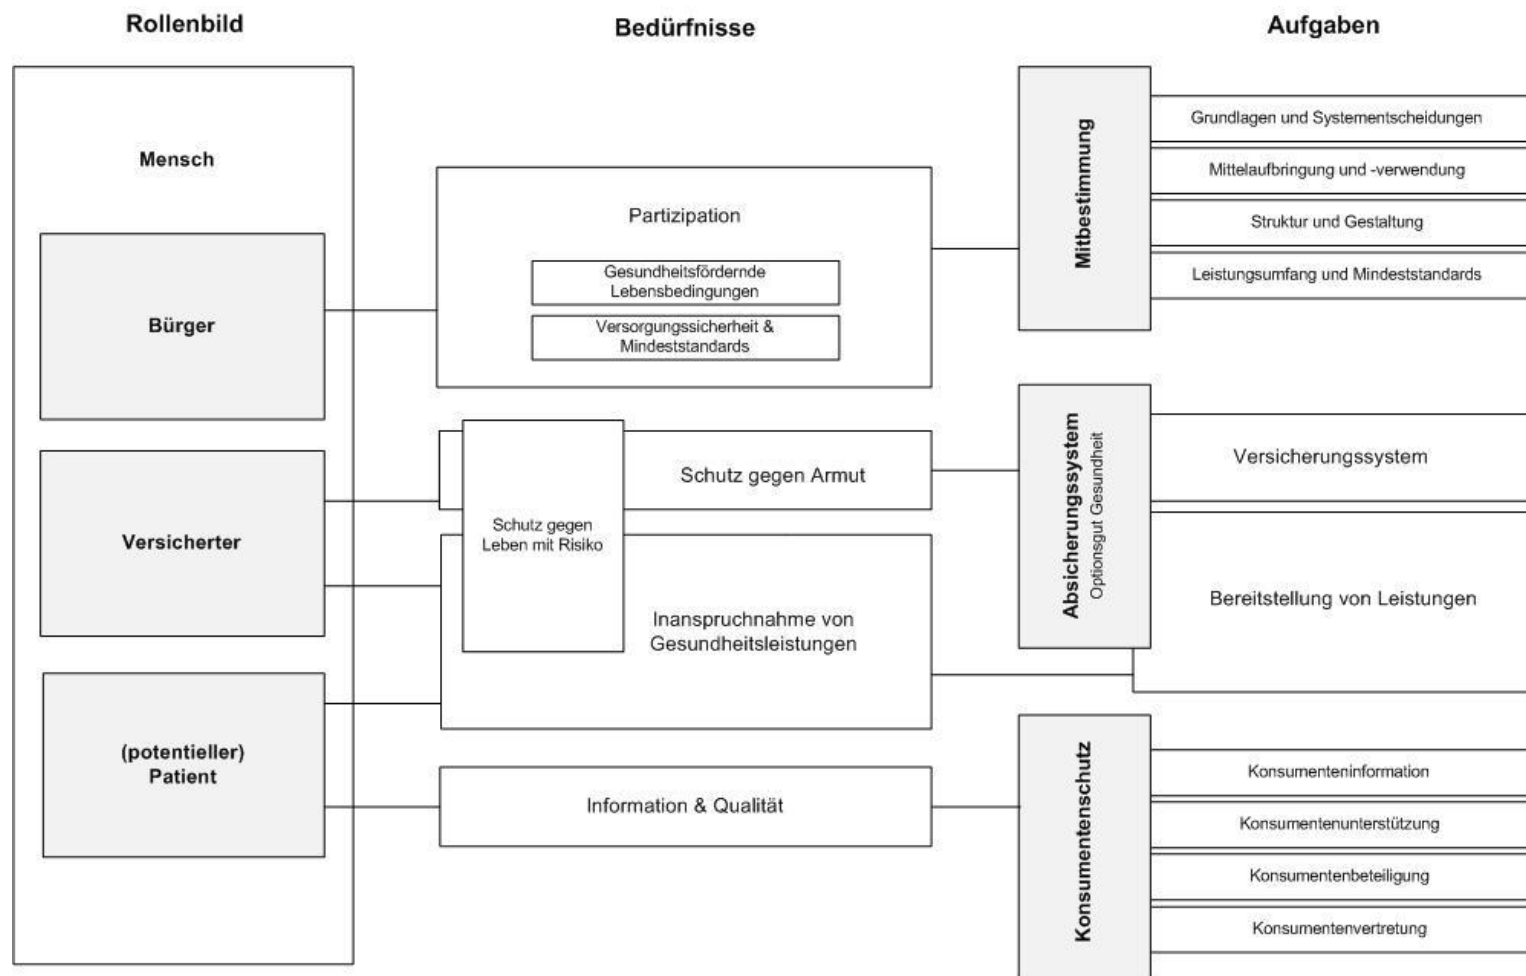 Rollenbild
Bedürfnisse
Aufgaben
Mensch
Bürger
Versicherter
(potentieller)
Patient
Partizipation
Gesundheitsfördernde
Lebensbedingungen
Versorgungssicherheit &
Mindeststandards
Schutz gegen Armut
Schutz gegen
Leben mit Risiko
Inanspruchnahme von
Gesundheitsleistungen
Information & Qualität
Mitbestimmung
Grundlagen und Systementscheidungen
Mittelaufbringung und -verwendung
Struktur und Gestaltung
Leistungsumfang und Mindeststandards
Absicherungssystem
Optionsgut Gesundheit
Versicherungssystem
Bereitstellung von Leistungen
Konsumentenschutz
Konsumenteninformation
Konsumentenunterstützung
Konsumentenbeteiligung
Konsumentenvertretung